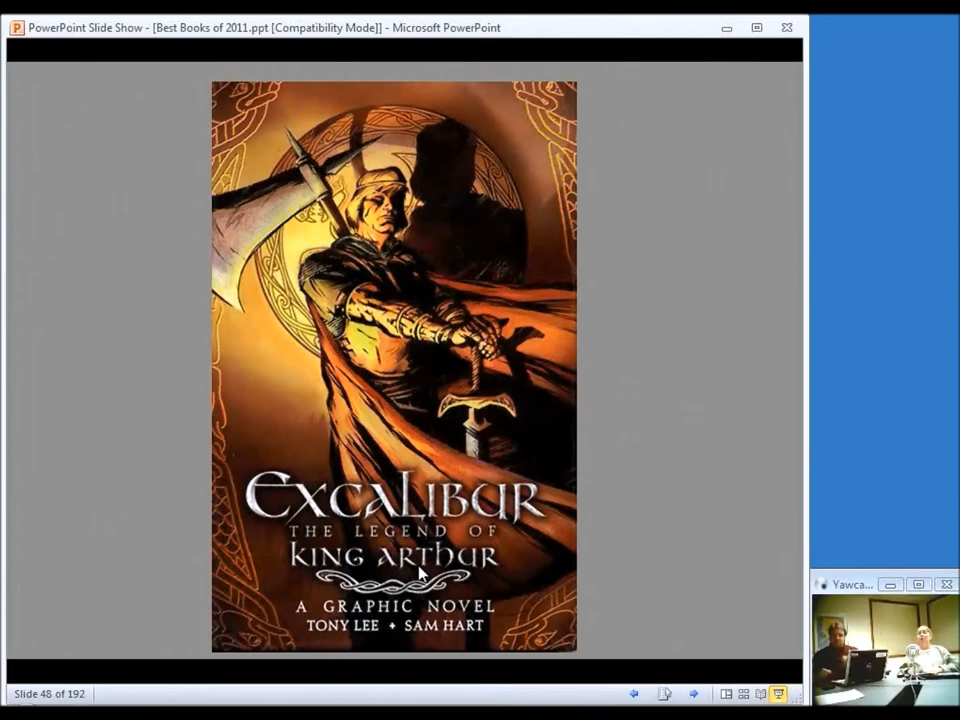 PowerPoint Slide Show - [Best Books of 2011.ppt [Compatibility Mode]] - Microsoft PowerPoint
EXCALIBUR
THE LEGEND OF
KING ARTHUR
A GRAPHIC NOVEL
TONY LEE + SAM HART
Yawca...
Slide 48 of 192